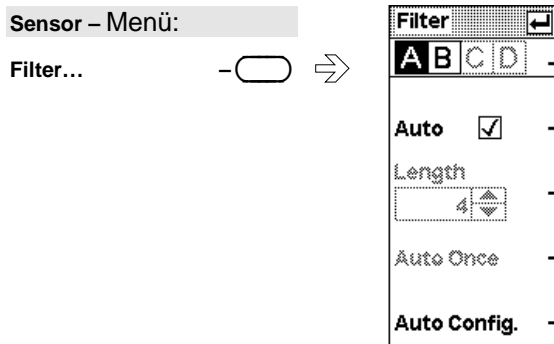 Sensor – Menü:
Filter…
Filter
A B C D
Auto
Length
4
Auto Once
Auto Config.